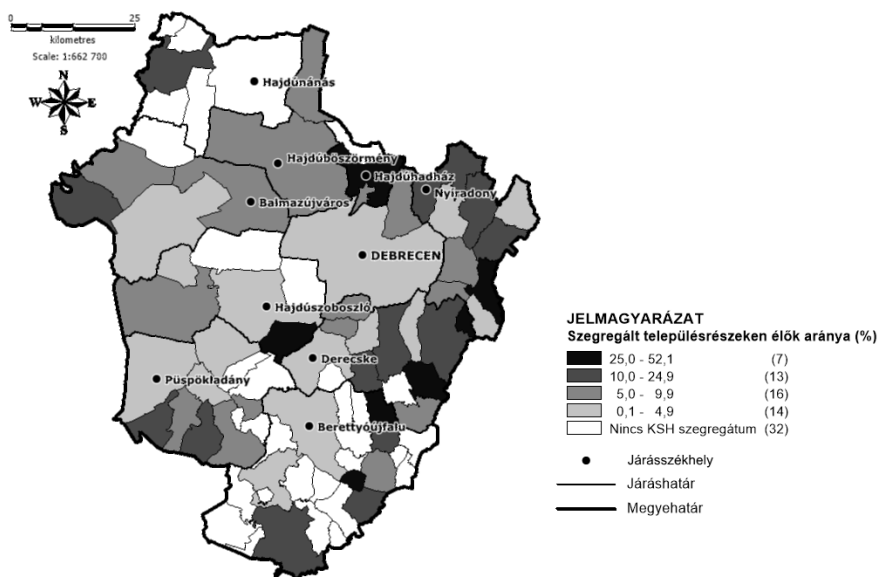 0 25
kilometres
Scale: 1:662 700
N
W E
S
Hajdúnánás
Hajdúböszörmény
Hajdúhadház
Nyíradony
Balmazújváros
DEBRECEN
Hajdúszoboszló
Derecske
Püspökladány
Berettyóújfalu
JELMAGYARÁZAT
Szegregált településrészeken élők aránya (%)
25,0 - 52,1 (7)
10,0 - 24,9 (13)
5,0 - 9,9 (16)
0,1 - 4,9 (14)
Nincs KSH szegregátum (32)
Járásszékhely
Járáshatár
Megyehatár